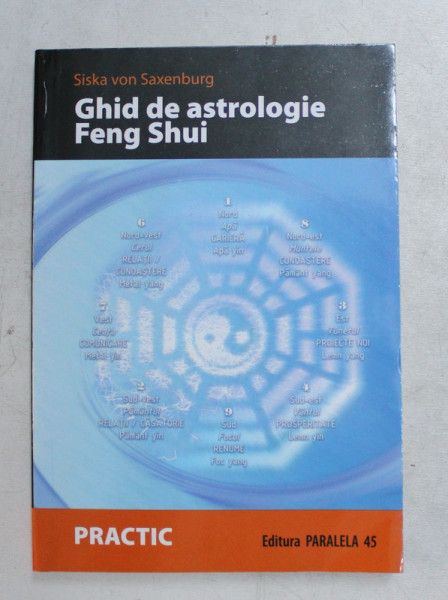 Siska von Saxenburg
Ghid de astrologie
Feng Shui
1
Nord
Apă
CARIERĂ
Apă yin
6
Nord-vest
Cerul
RELAȚII /
CUNOAȘTERE
Metal yang
8
Nord-est
Muntele
CUNOAȘTERE
Pământ yang
7
Vest
COMUNICARE
Metal yin
3
Est
Tunetul
PROIECTE NOI
Lemn yang
2
Sud-vest
Pământul
RELAȚII / CĂSĂTORIE
Pământ yin
9
Sud
Focul
RENUME
Foc yang
Sud-est
Vântul
PROSPERITATE
Lemn yin
PRACTIC
Editura PARALELA 45